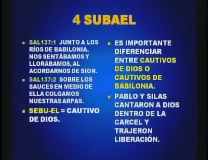 4 SUBAEL
SAL137:1 JUNTO A LOS
RÍOS DE BABILONIA,
NOS SENTÁBAMOS Y
LLORÁBAMOS, AL
ACORDARNOS DE SION.
SAL137:2 SOBRE LOS
SAUCES EN MEDIO DE
ELLA COLGAMOS
NUESTRAS ARPAS.
SEBU-EL = CAUTIVO
DE DIOS.
ES IMPORTANTE
DIFERENCIAR
ENTRE CAUTIVOS
DE DIOS O
CAUTIVOS DE
BABILONIA.
PABLO Y SILAS
CANTARON A DIOS
DENTRO DE LA
CARCEL Y
TRAJERON
LIBERACIÓN.